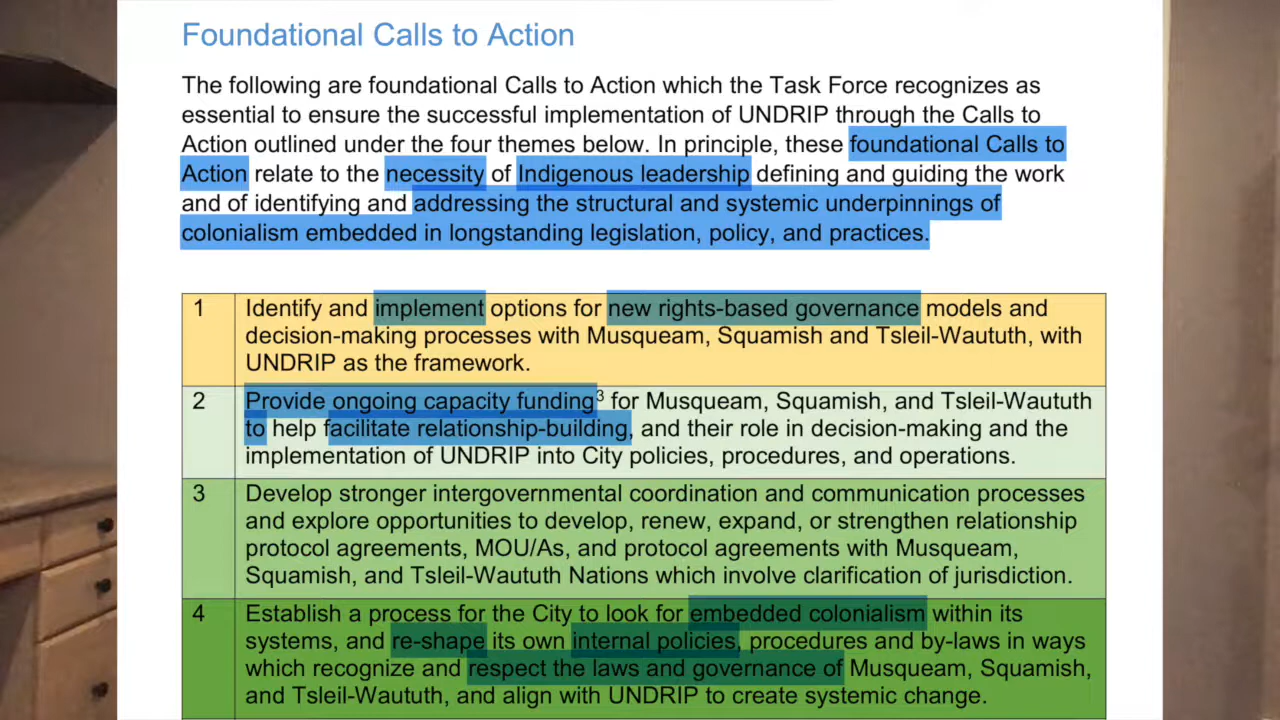 Foundational Calls to Action
The following are foundational Calls to Action which the Task Force recognizes as
essential to ensure the successful implementation of UNDRIP through the Calls to
Action outlined under the four themes below. In principle, these foundational Calls to
Action relate to the necessity of Indigenous leadership defining and guiding the work
and of identifying and addressing the structural and systemic underpinnings of
colonialism embedded in longstanding legislation, policy, and practices.
1 Identify and implement options for new rights-based governance models and
decision-making processes with Musqueam, Squamish and Tsleil-Waututh, with
UNDRIP as the framework.
2 Provide ongoing capacity funding³ for Musqueam, Squamish, and Tsleil-Waututh
to help facilitate relationship-building, and their role in decision-making and the
implementation of UNDRIP into City policies, procedures, and operations.
3 Develop stronger intergovernmental coordination and communication processes
and explore opportunities to develop, renew, expand, or strengthen relationship
protocol agreements, MOU/As, and protocol agreements with Musqueam,
Squamish, and Tsleil-Waututh Nations which involve clarification of jurisdiction.
4 Establish a process for the City to look for embedded colonialism within its
systems, and re-shape its own internal policies, procedures and by-laws in ways
which recognize and respect the laws and governance of Musqueam, Squamish,
and Tsleil-Waututh, and align with UNDRIP to create systemic change.